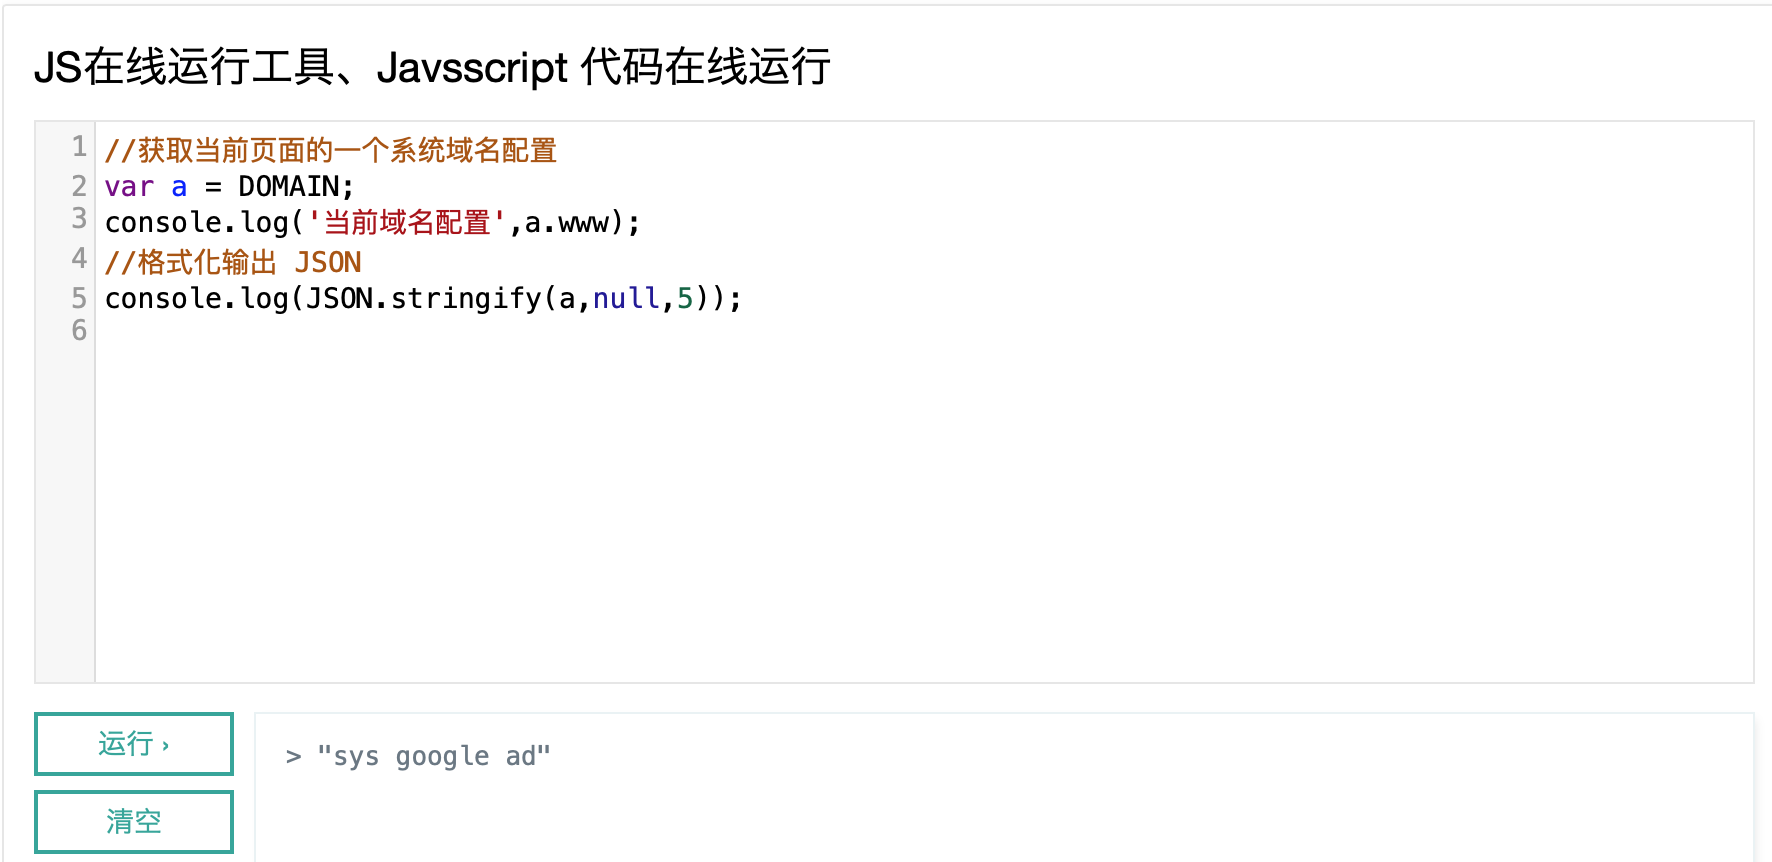 JS在线运行工具、Javsscript 代码在线运行
1 //获取当前页面的一个系统域名配置
2 var a = DOMAIN;
3 console.log('当前域名配置',a.www);
4 //格式化输出 JSON
5 console.log(JSON.stringify(a,null,5));
6
运行 ›
> "sys google ad"
清空